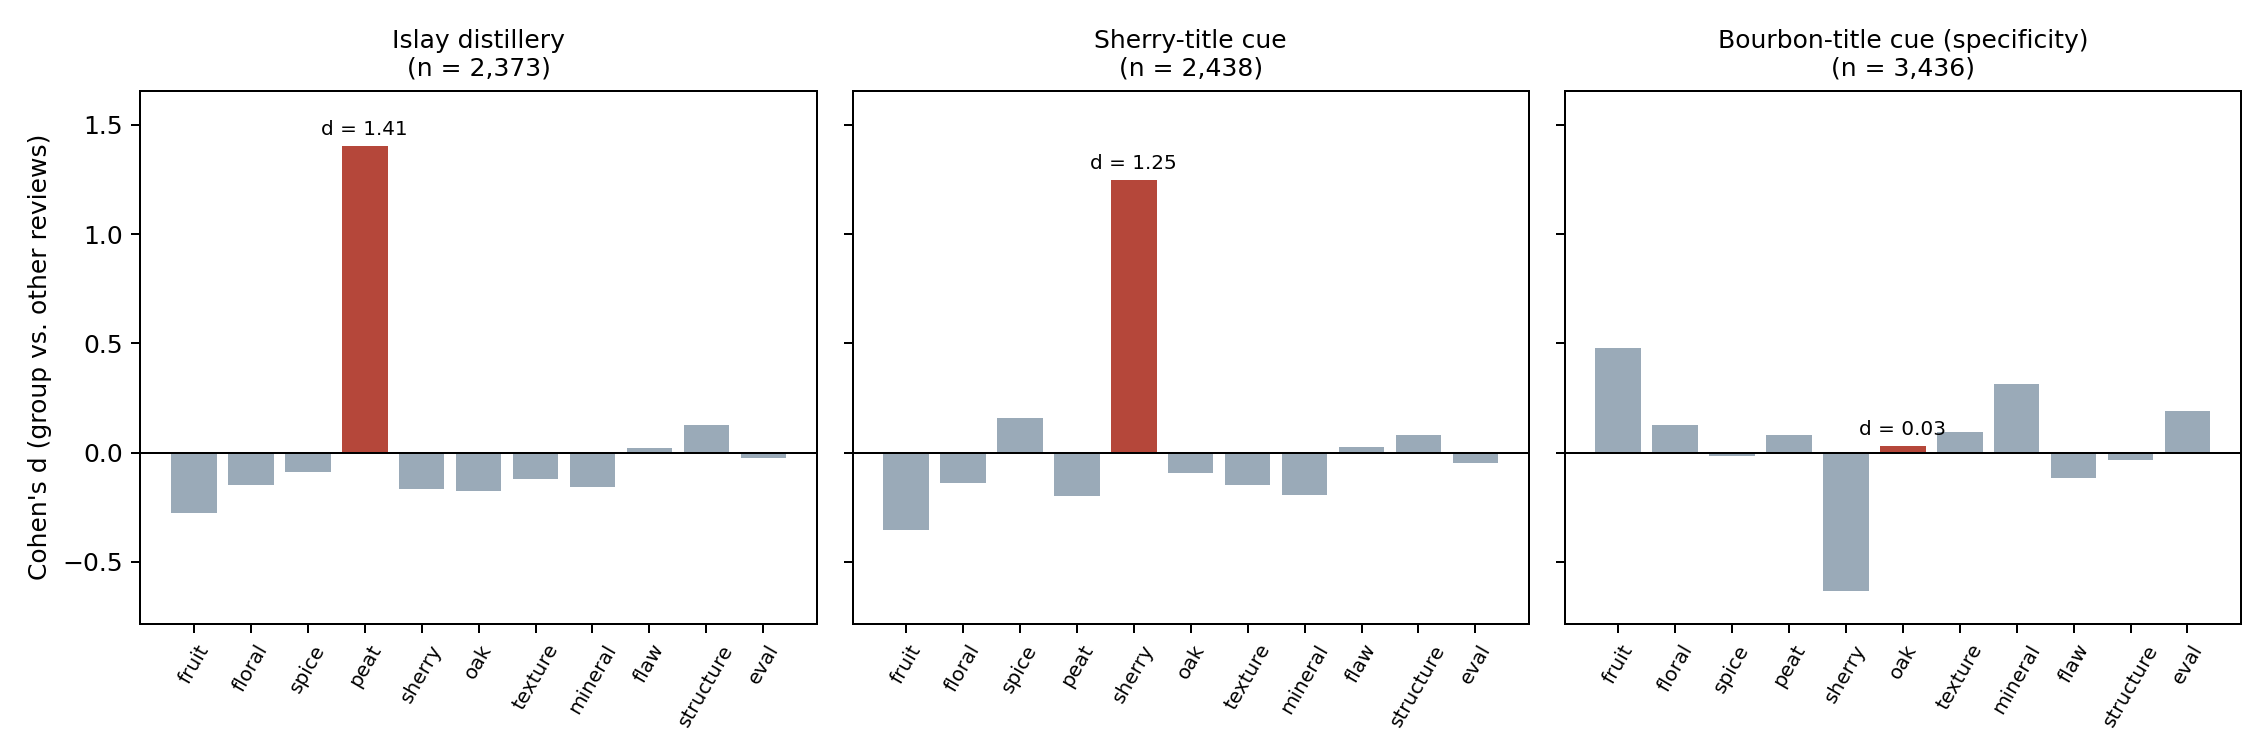 Islay distillery
(n = 2,373)
Sherry-title cue
(n = 2,438)
Bourbon-title cue (specificity)
(n = 3,436)
Cohen's d (group vs. other reviews)
1.5
1.0
0.5
0.0
−0.5
d = 1.41
d = 1.25
d = 0.03
fruit
floral
spice
peat
sherry
oak
texture
mineral
flaw
structure
eval
fruit
floral
spice
peat
sherry
oak
texture
mineral
flaw
structure
eval
fruit
floral
spice
peat
sherry
oak
texture
mineral
flaw
structure
eval